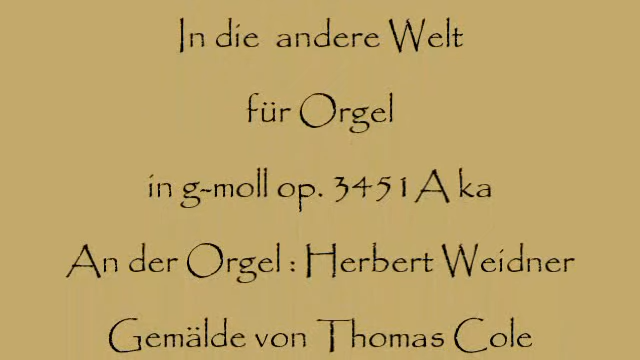 In die andere Welt
für Orgel
in g-moll op. 3451 A ka
An der Orgel : Herbert Weidner
Gemälde von Thomas Cole